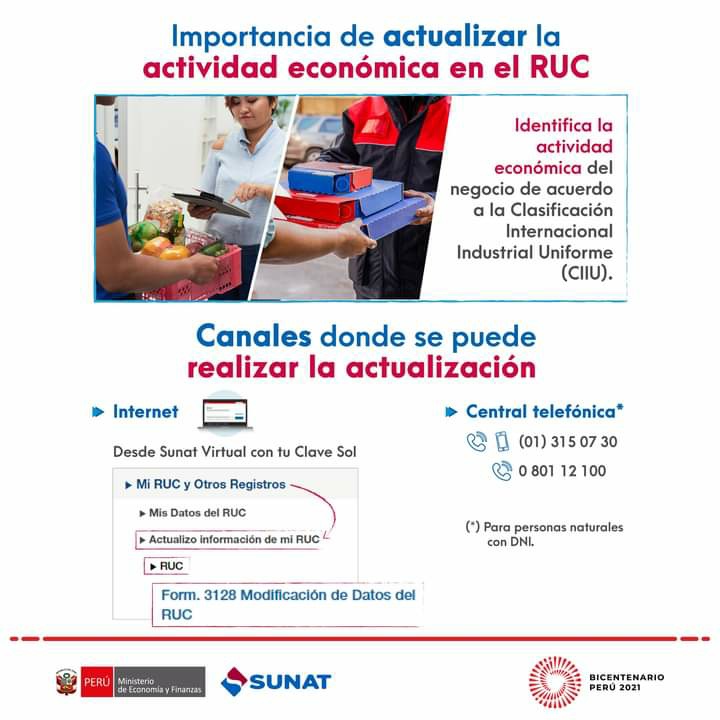 Importancia de actualizar la
actividad económica en el RUC
Identifica la
actividad
económica del
negocio de acuerdo
a la Clasificación
Internacional
Industrial Uniforme
(CIIU).
Canales donde se puede
realizar la actualización
Internet
Desde Sunat Virtual con tu Clave Sol
Mi RUC y Otros Registros
Mis Datos del RUC
Actualizo información de mi RUC
RUC
Form. 3128 Modificación de Datos del
RUC
Central telefónica*
(01) 315 07 30
0 801 12 100
(*) Para personas naturales
con DNI.
PERÚ
Ministerio
de Economía y Finanzas
SUNAT
BICENTENARIO
PERÚ 2021